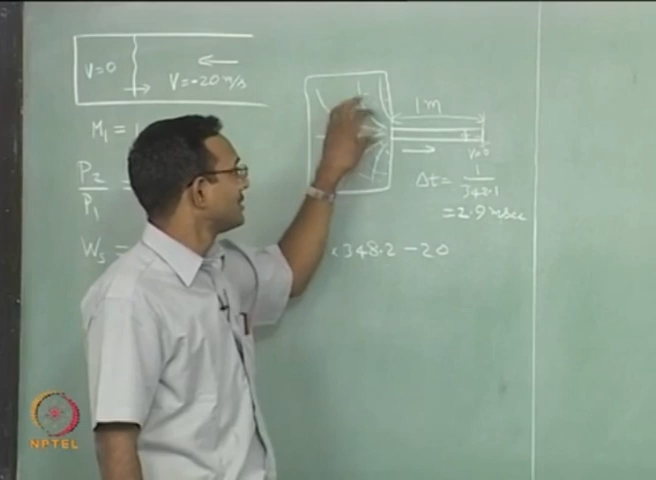 V=0
V=-20 m/s
M₁ =
P₂
P₁
=
Wₛ =
×348.2 - 20
1 m
V=0
Δt = 1
348.1
= 2.9 msec
NPTEL